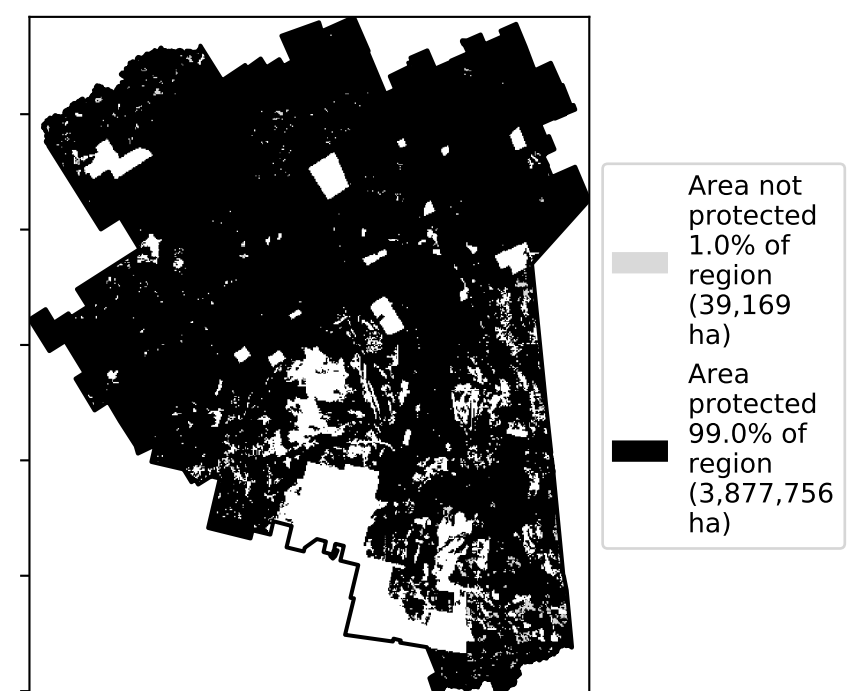 Area not
protected
1.0% of
region
(39,169
ha)
Area
protected
99.0% of
region
(3,877,756
ha)